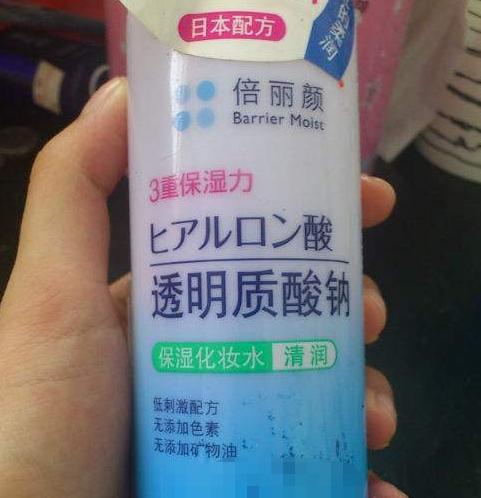 日本配方
柔润
倍丽颜
Barrier Moist
3重保湿力
ヒアルロン酸
透明质酸钠
保湿化妆水 清润
低刺激配方
无添加色素
无添加矿物油